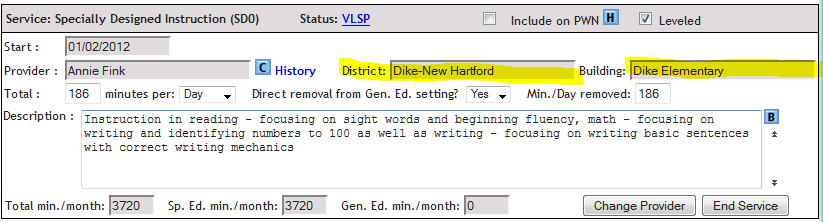 Service: Specially Designed Instruction (SD0) Status: VLSP Include on PWN H Leveled
Start : 01/02/2012
Provider : Annie Fink C History District: Dike-New Hartford Building: Dike Elementary
Total : 186 minutes per: Day Direct removal from Gen. Ed. setting? Yes Min./Day removed: 186
Description : Instruction in reading - focusing on sight words and beginning fluency, math - focusing on B
writing and identifying numbers to 100 as well as writing - focusing on writing basic sentences
with correct writing mechanics
Total min./month: 3720 Sp. Ed. min./month: 3720 Gen. Ed. min./month: 0 Change Provider End Service